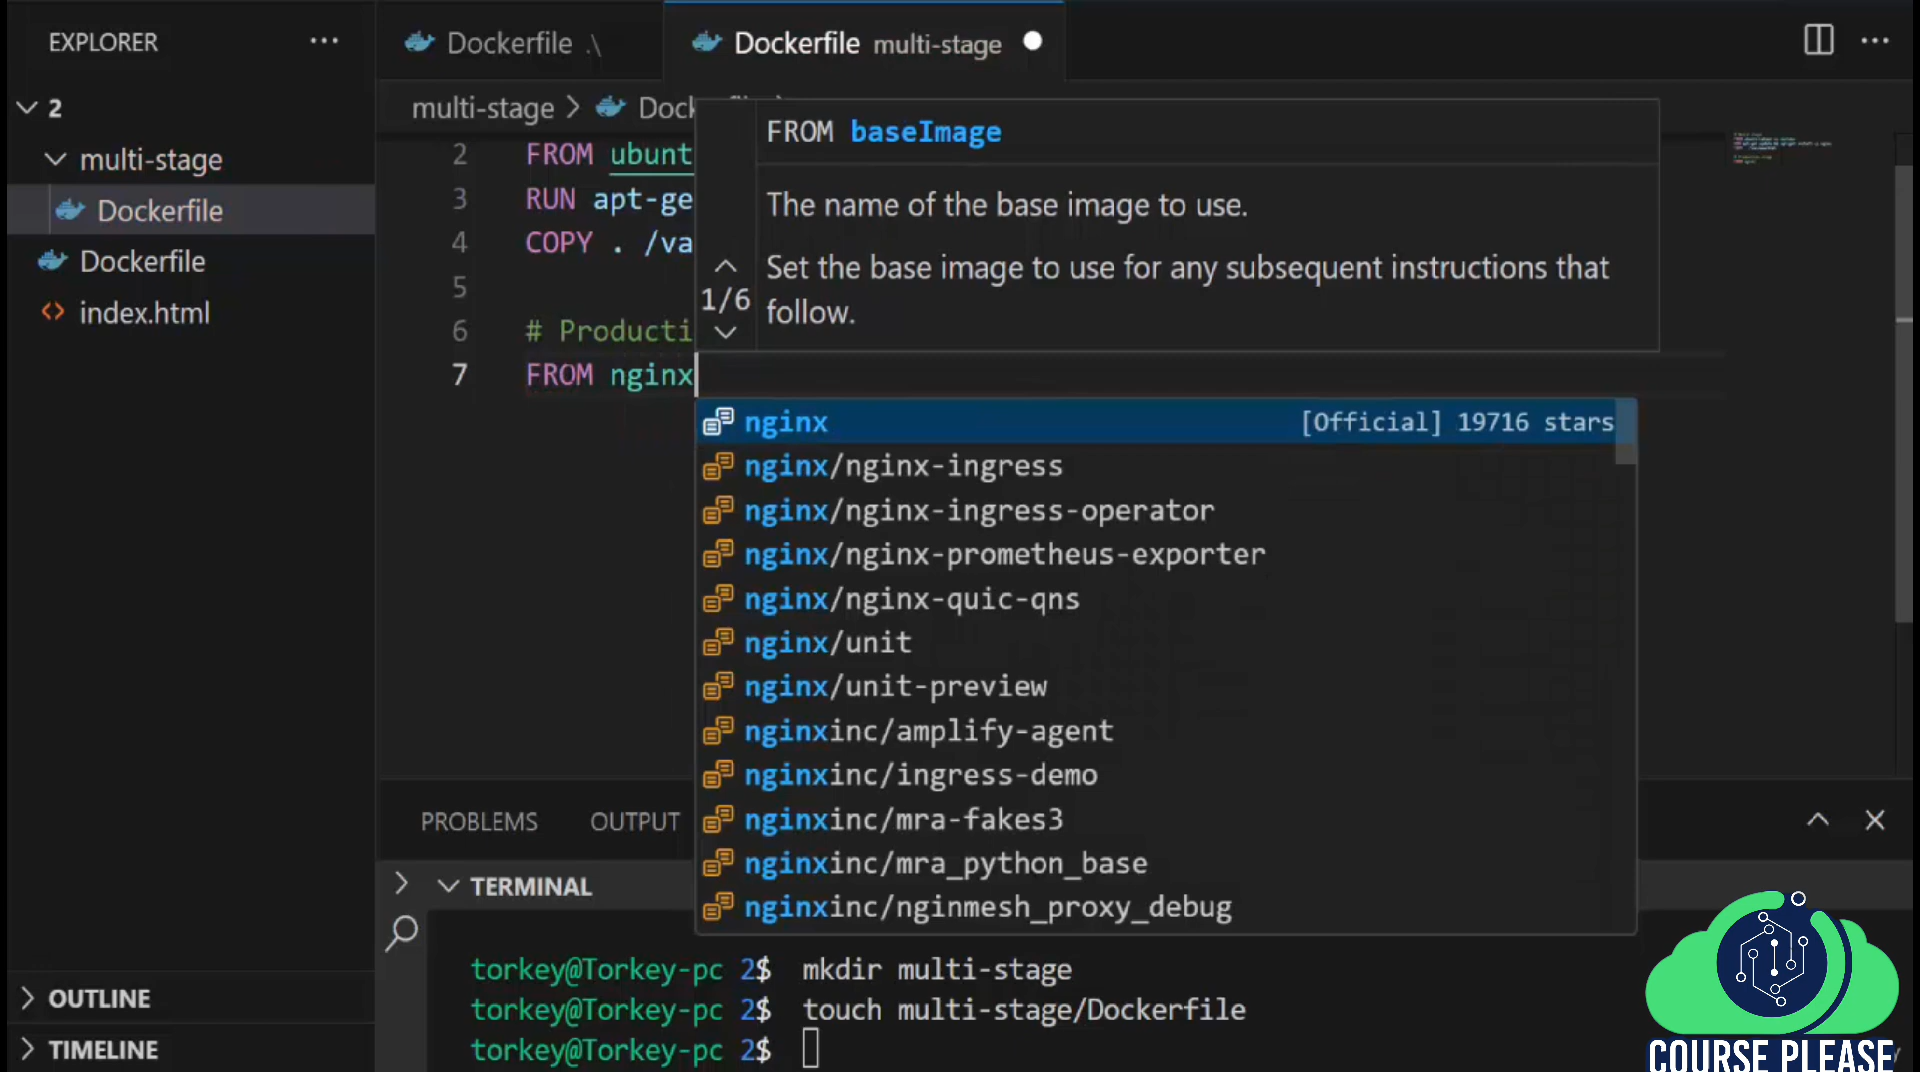 EXPLORER
2
multi-stage
Dockerfile
Dockerfile
index.html
OUTLINE
TIMELINE
Dockerfile .\
Dockerfile multi-stage
multi-stage >
2 FROM ubunt
3 RUN apt-ge
4 COPY . /va
5
6 # Producti
7 FROM nginx
FROM baseImage
The name of the base image to use.
Set the base image to use for any subsequent instructions that
follow.
1/6
nginx [Official] 19716 stars
nginx/nginx-ingress
nginx/nginx-ingress-operator
nginx/nginx-prometheus-exporter
nginx/nginx-quic-qns
nginx/unit
nginx/unit-preview
nginxinc/amplify-agent
nginxinc/ingress-demo
nginxinc/mra-fakes3
nginxinc/mra_python_base
nginxinc/nginmesh_proxy_debug
PROBLEMS OUTPUT
TERMINAL
torkey@Torkey-pc 2$ mkdir multi-stage
torkey@Torkey-pc 2$ touch multi-stage/Dockerfile
torkey@Torkey-pc 2$
COURSE PLEASE